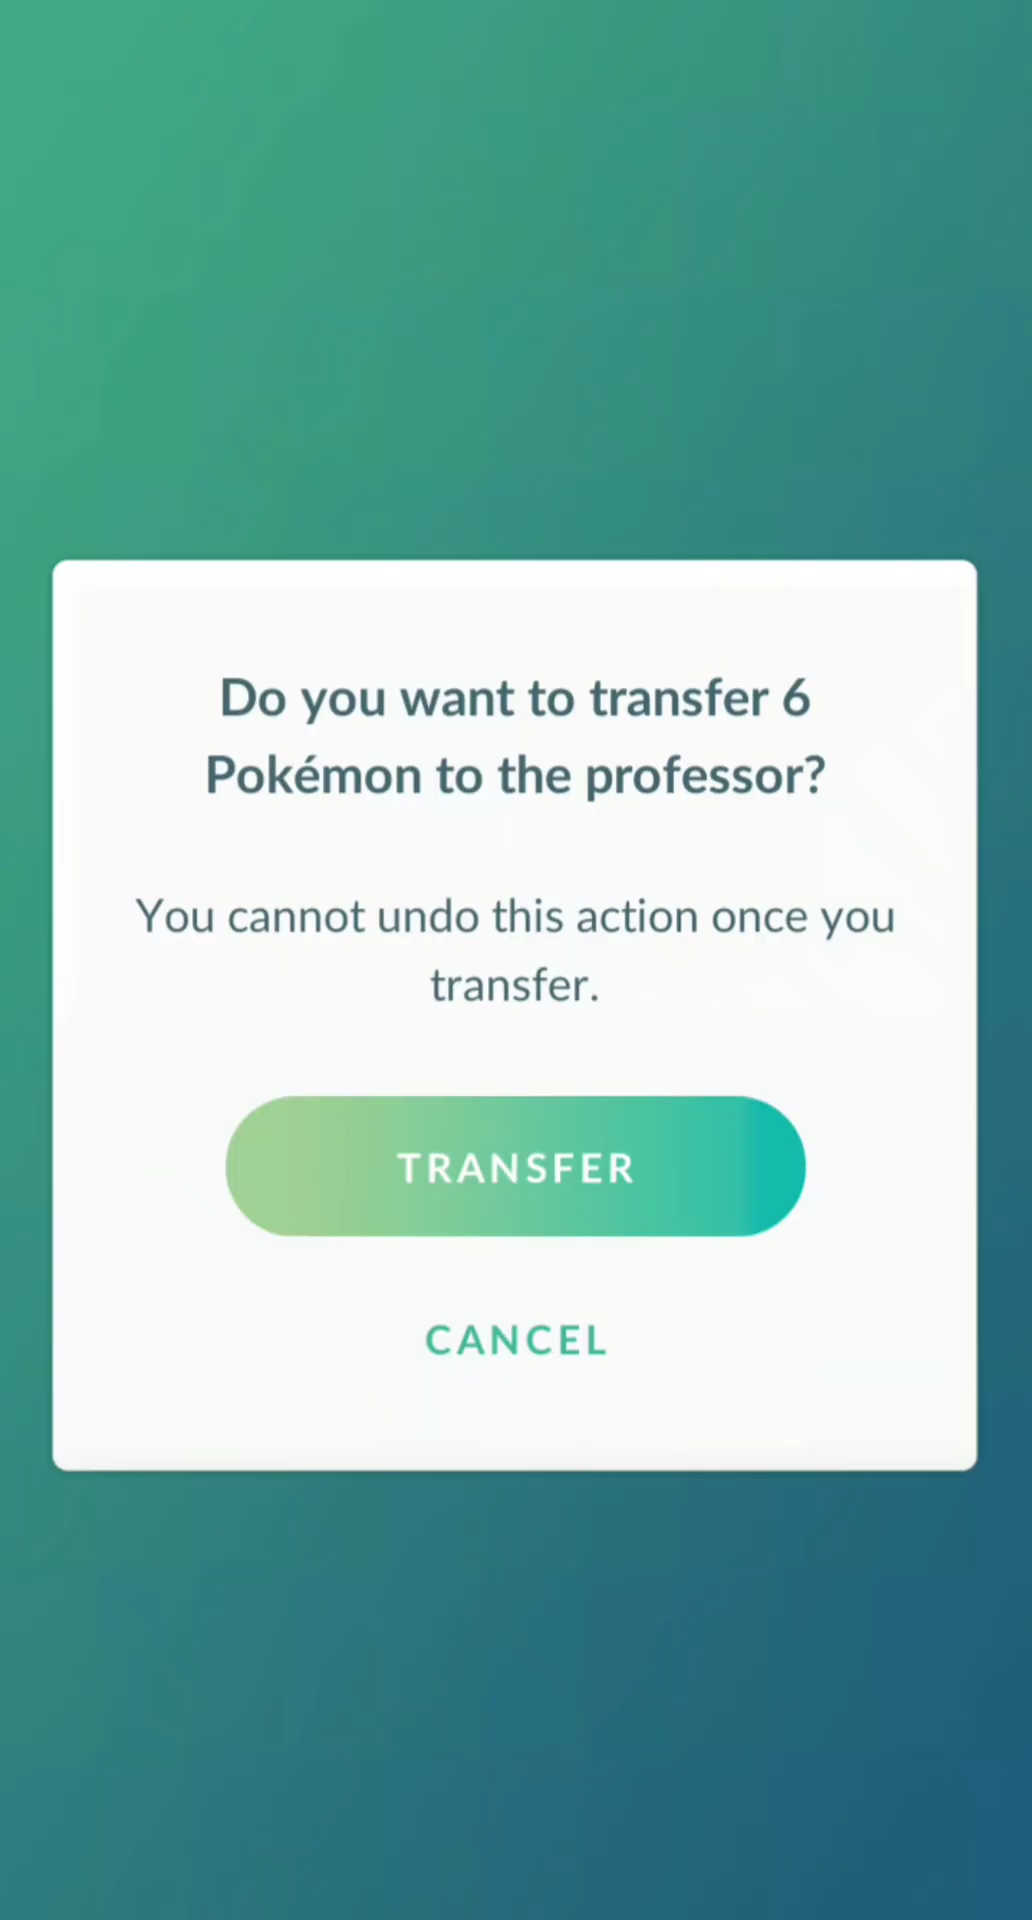 Do you want to transfer 6
Pokémon to the professor?
You cannot undo this action once you
transfer.
TRANSFER
CANCEL